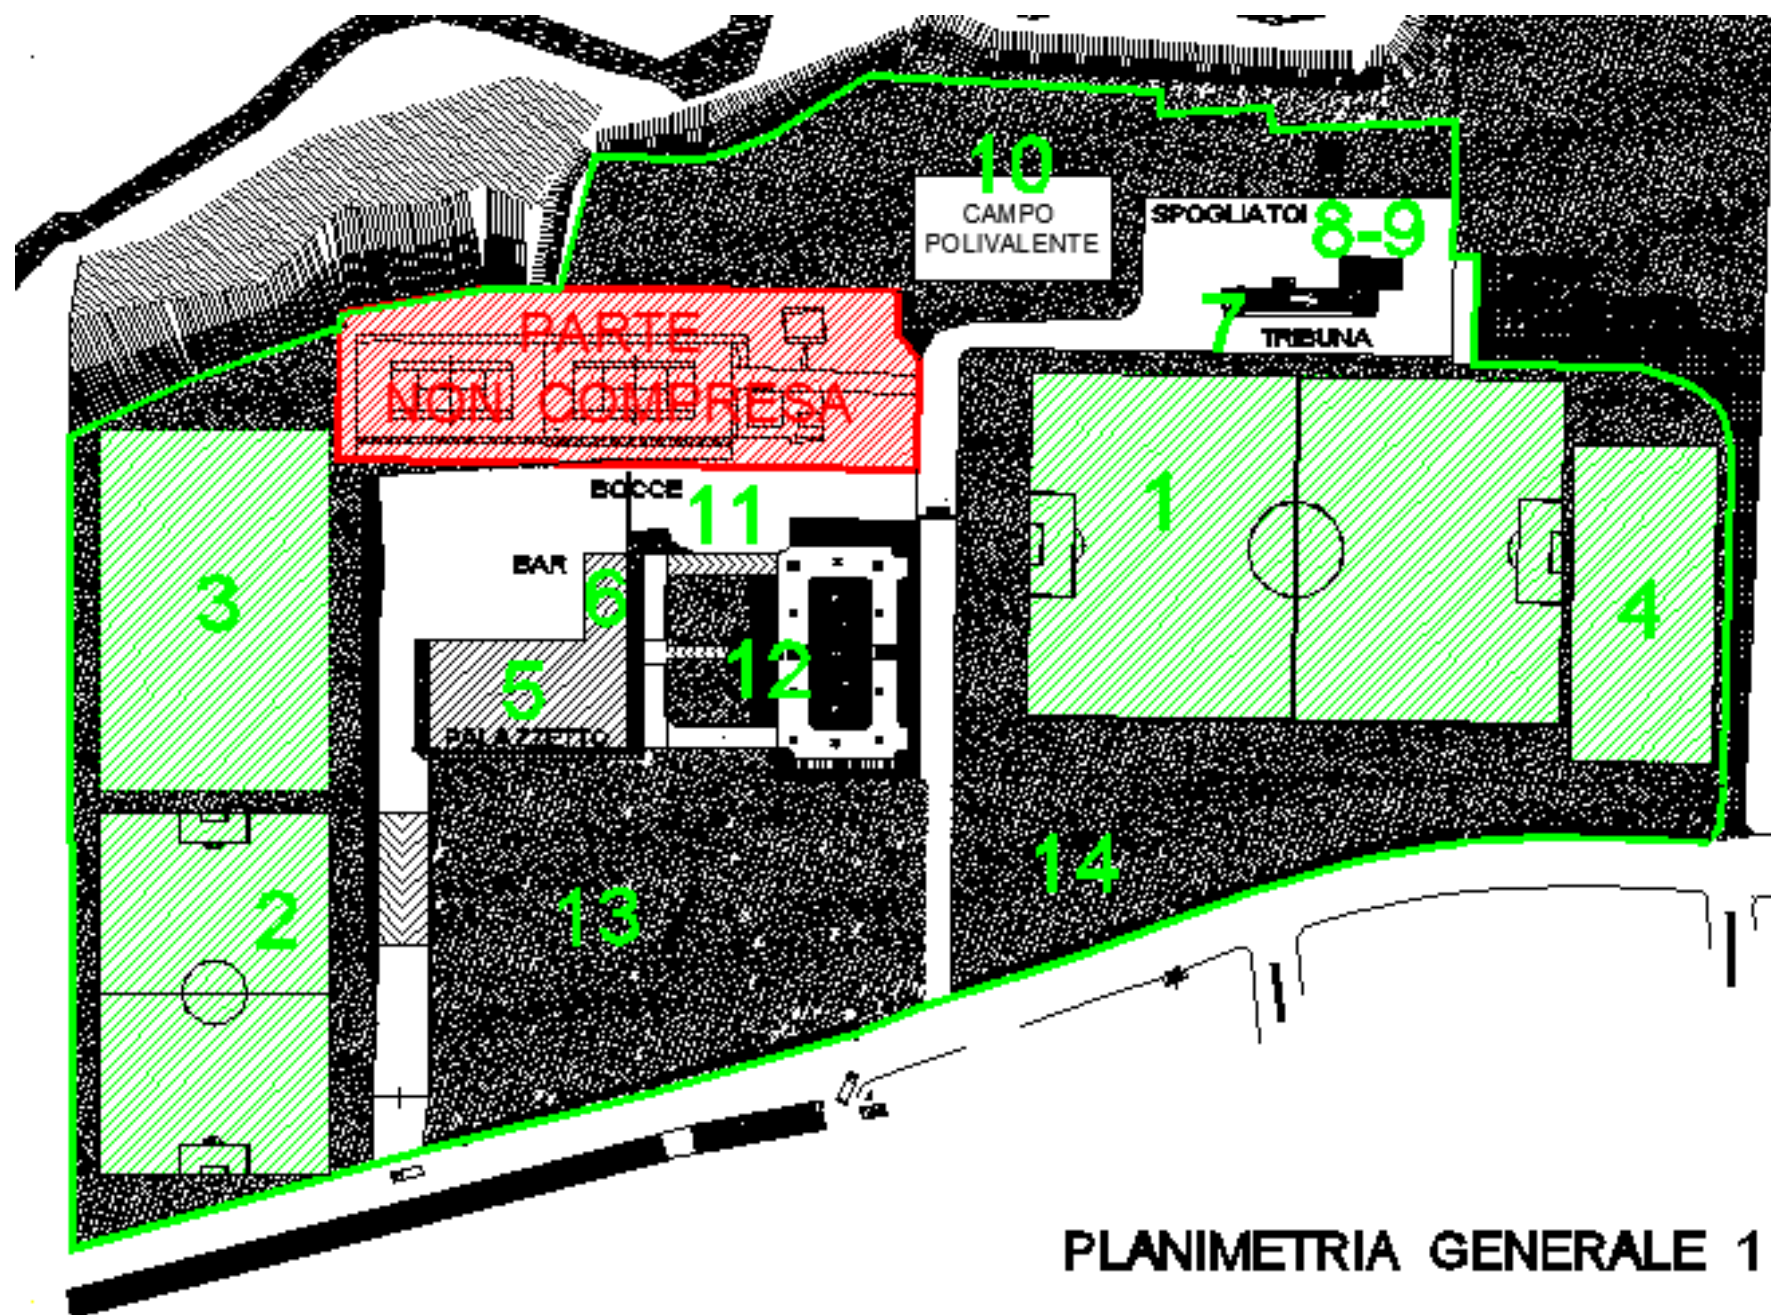 10
CAMPO
POLIVALENTE
SPOGLIATOI
8-9
7
TRIBUNA
PARTE
NON COMPRESA
BOCCE
11
1
BAR
6
3
4
12
5
PALAZZETTO
14
2
13
PLANIMETRIA GENERALE 1